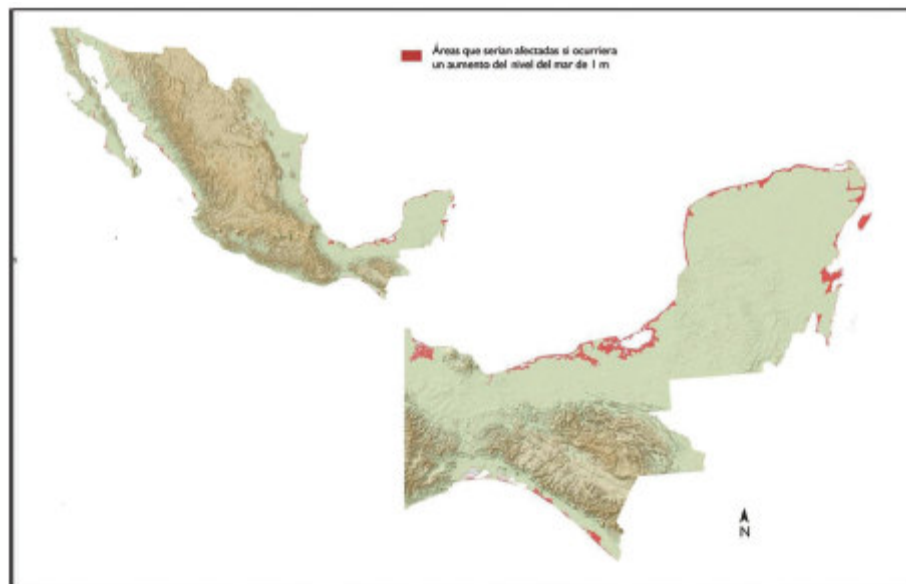 Áreas que serían afectadas si ocurriera
un aumento del nivel del mar de 1 m
N